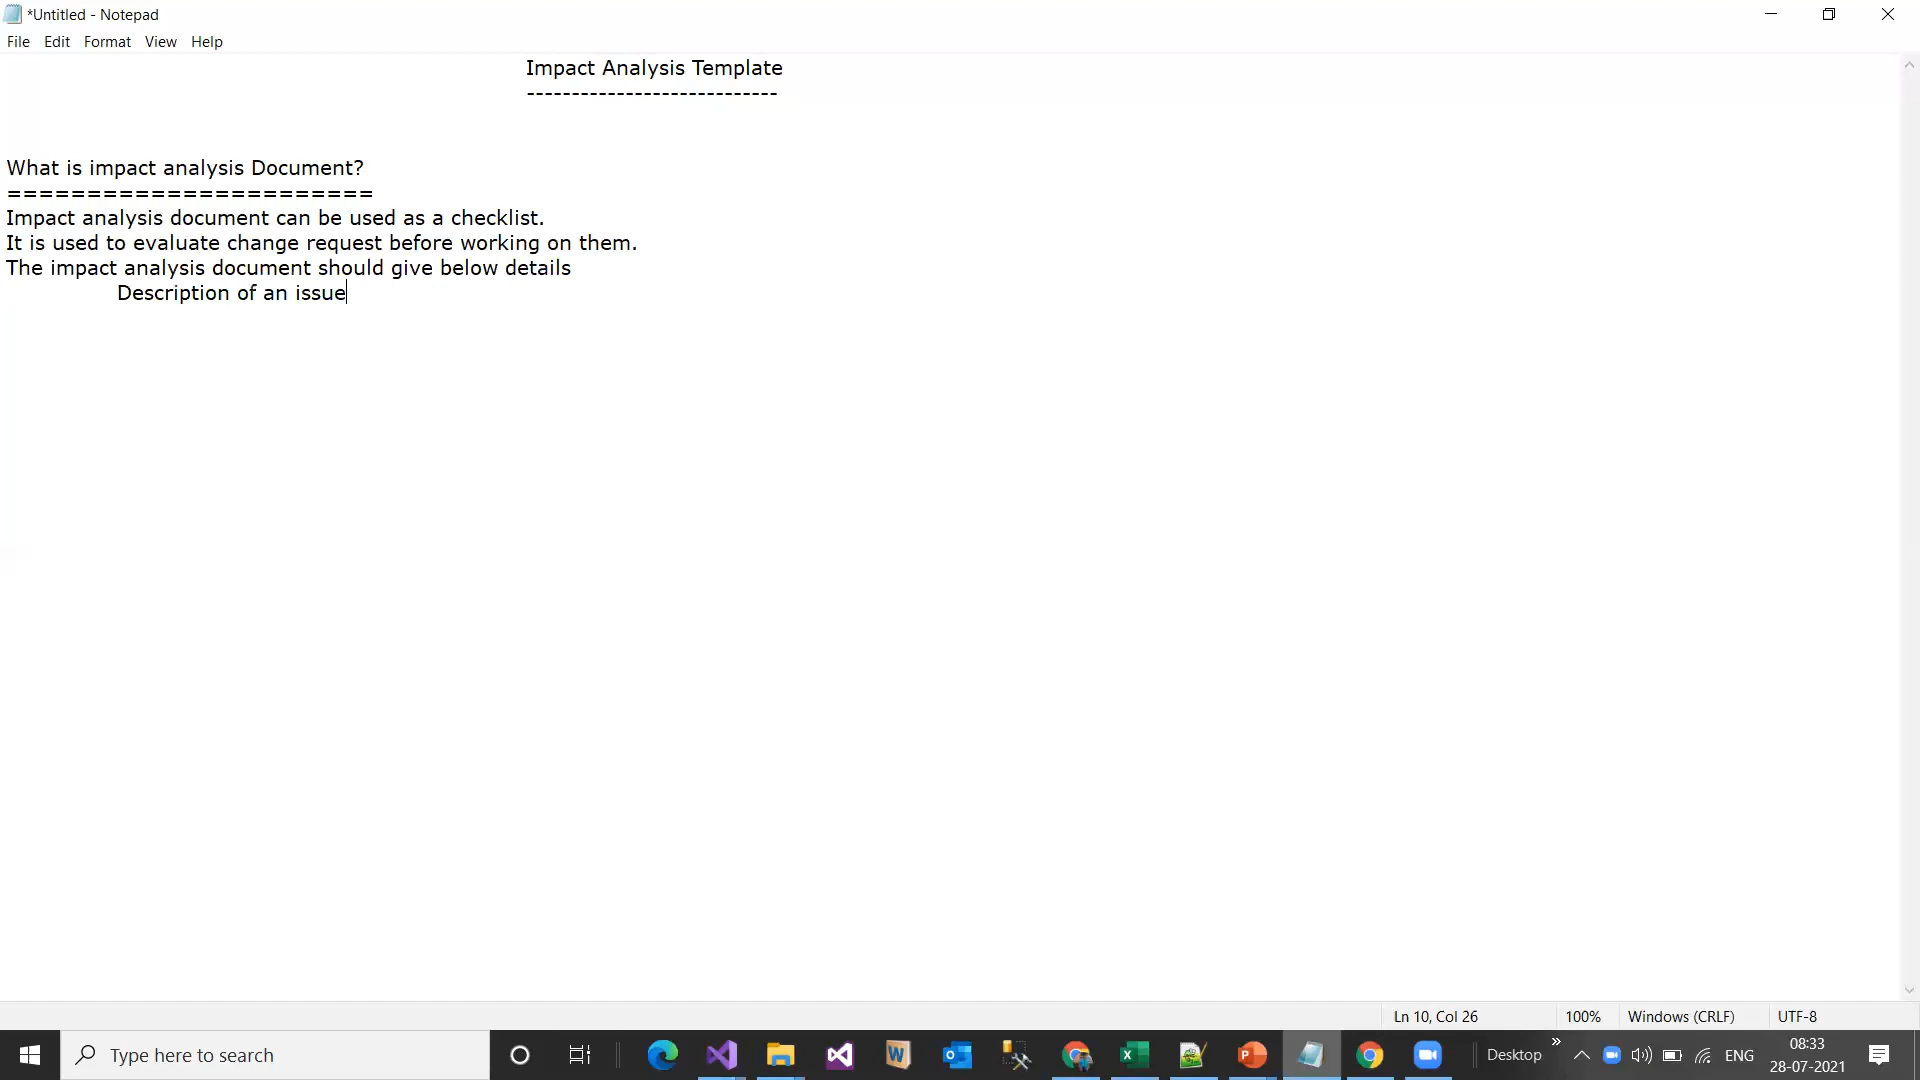 *Untitled - Notepad
File Edit Format View Help
Impact Analysis Template
----------------------------
What is impact analysis Document?
=======================
Impact analysis document can be used as a checklist.
It is used to evaluate change request before working on them.
The impact analysis document should give below details
Description of an issue
Ln 10, Col 26 100% Windows (CRLF) UTF-8
Type here to search
Desktop
ENG
08:33
28-07-2021